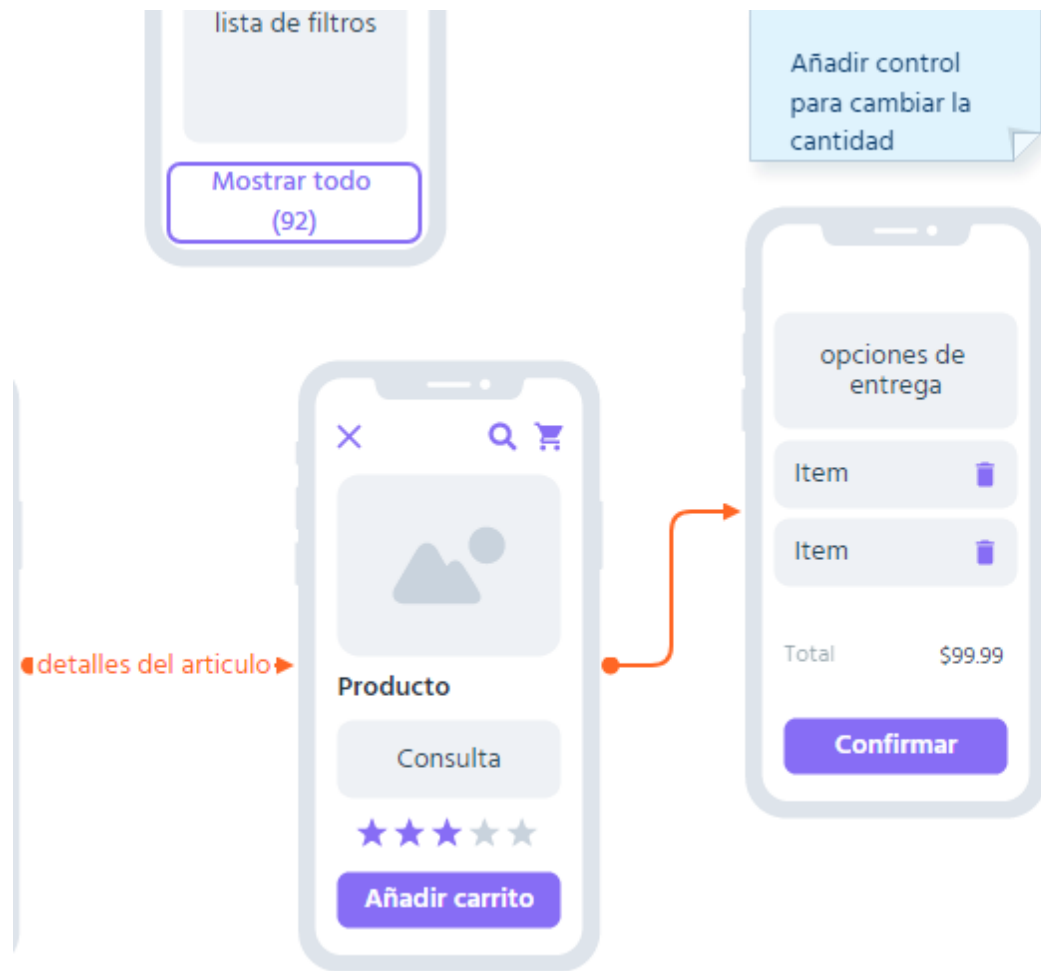 lista de filtros
Mostrar todo
(92)
Añadir control
para cambiar la
cantidad
detalles del articulo
Producto
Consulta
Añadir carrito
opciones de
entrega
Item
Item
Total $99.99
Confirmar